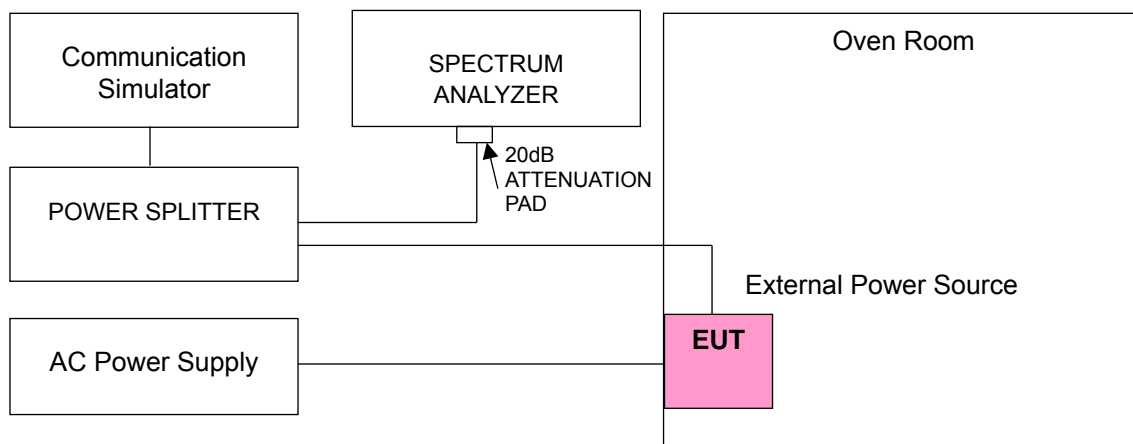 Communication
Simulator
SPECTRUM
ANALYZER
Oven Room
20dB
ATTENUATION
PAD
POWER SPLITTER
External Power Source
EUT
AC Power Supply